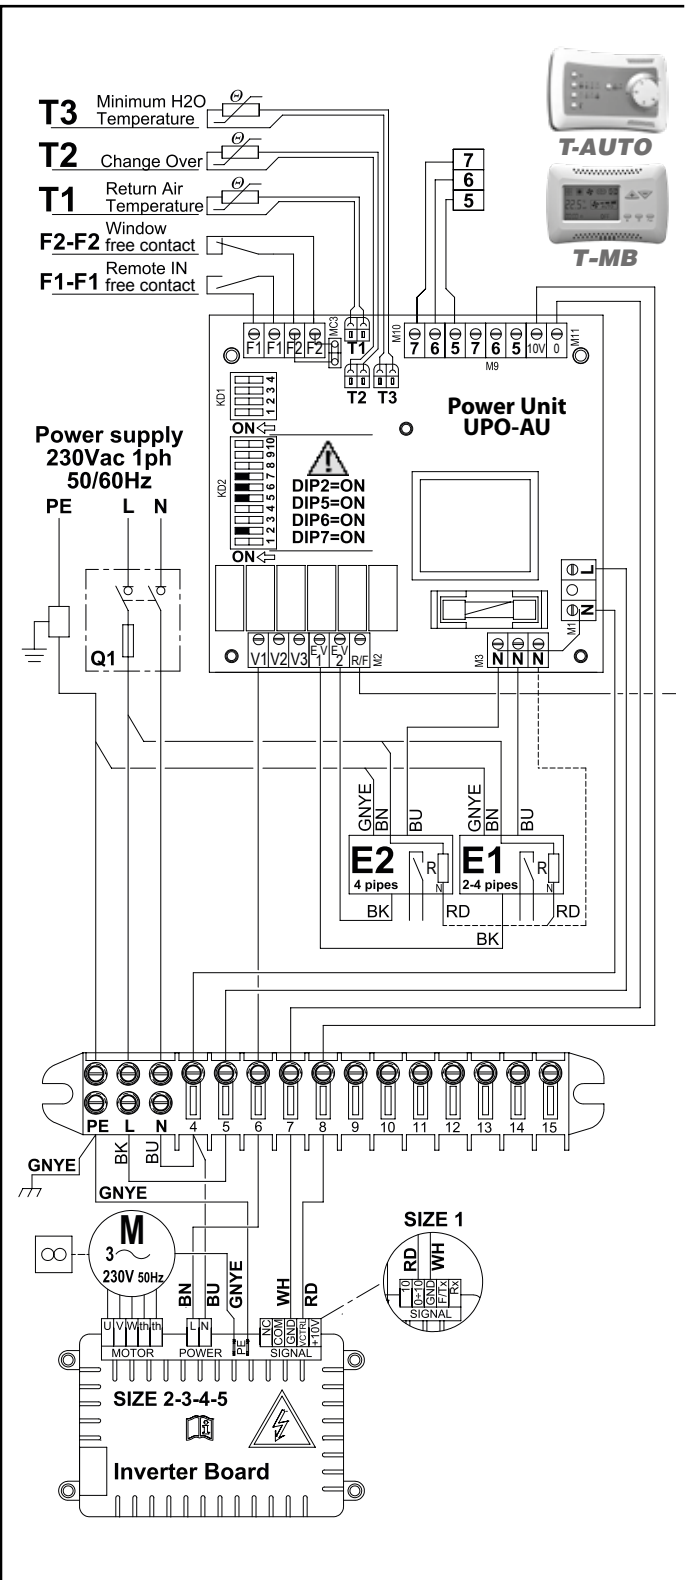 T3 Minimum H2O
Temperature
T2 Change Over
T1 Return Air
Temperature
F2-F2 Window
free contact
F1-F1 Remote IN
free contact
Θ
Θ
Θ
7
6
5
T-AUTO
T-MB
F1 F1 F2 F2
MC3
T1
T2 T3
M10
7 6 5 7 6 5 10V 0
M9
M11
Power Unit
UPO-AU
KD1
1 2 3 4
ON
KD2
1 2 3 4 5 6 7 8 9 10
ON
DIP2=ON
DIP5=ON
DIP6=ON
DIP7=ON
Power supply
230Vac 1ph
50/60Hz
PE L N
Q1
L
N
M1
V1 V2 V3 EV 1 EV 2 R/F
M2
M3
N N N
GNYE BN BU
GNYE BN BU
E2
4 pipes
R
N
E1
2-4 pipes
R
N
BK RD
BK RD
PE L N 4 5 6 7 8 9 10 11 12 13 14 15
GNYE
BK BU
GNYE
M
3
230V 50Hz
BN BU GNYE WH RD
SIZE 1
RD WH
10 0÷10 GND F/Tx Rx
SIGNAL
U V W th th
MOTOR
L N
POWER
PE
NC COM GND VCTRL +10V
SIGNAL
SIZE 2-3-4-5
i
Inverter Board